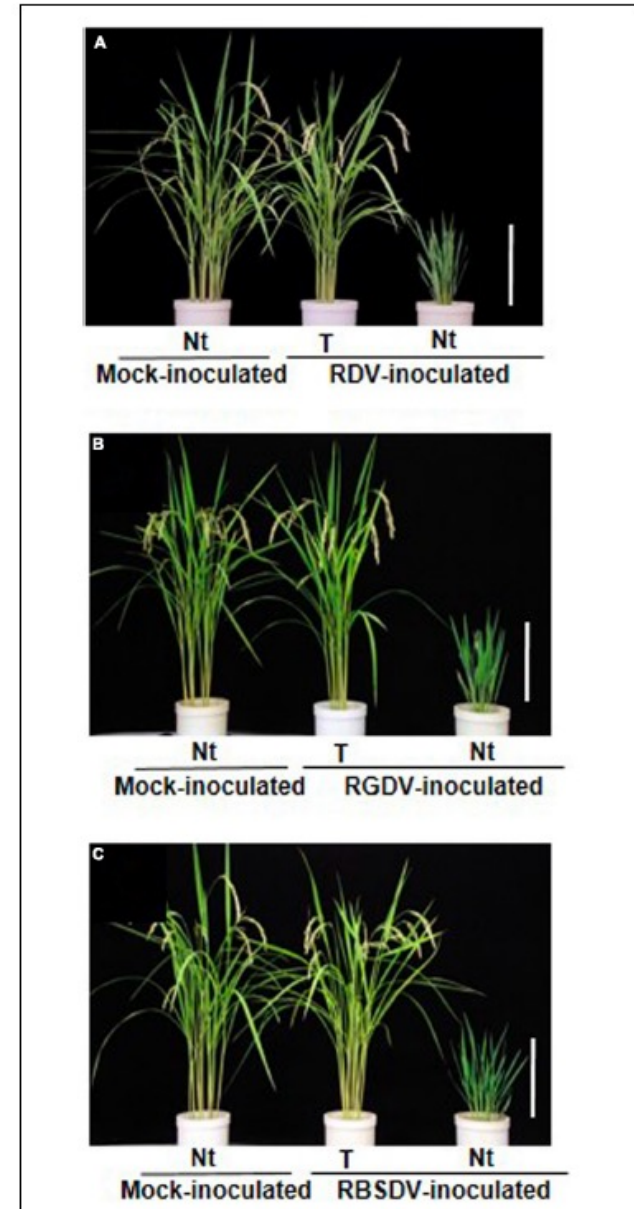 A
Nt T Nt
Mock-inoculated RDV-inoculated
B
Nt T Nt
Mock-inoculated RGDV-inoculated
C
Nt T Nt
Mock-inoculated RBSDV-inoculated